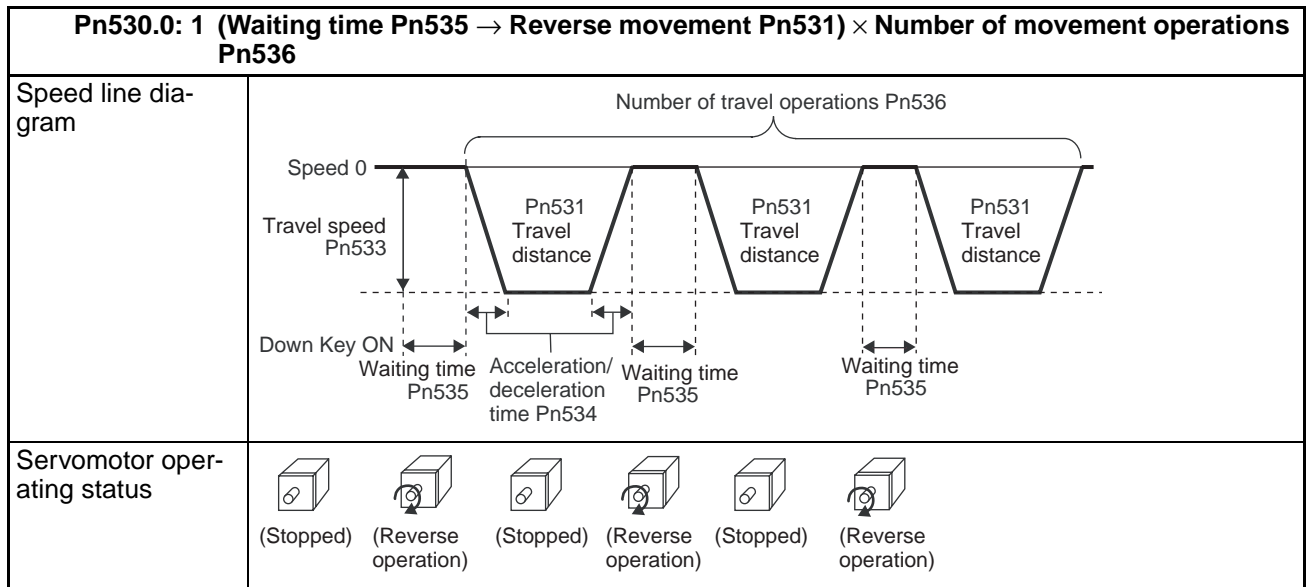 Pn530.0: 1 (Waiting time Pn535 → Reverse movement Pn531) × Number of movement operations
Pn536
Speed line dia-
gram
Number of travel operations Pn536
Speed 0
Travel speed
Pn533
Pn531
Travel
distance
Pn531
Travel
distance
Pn531
Travel
distance
Down Key ON
Waiting time
Pn535
Acceleration/
deceleration
time Pn534
Waiting time
Pn535
Waiting time
Pn535
Servomotor oper-
ating status
(Stopped)
(Reverse
operation)
(Stopped)
(Reverse
operation)
(Stopped)
(Reverse
operation)